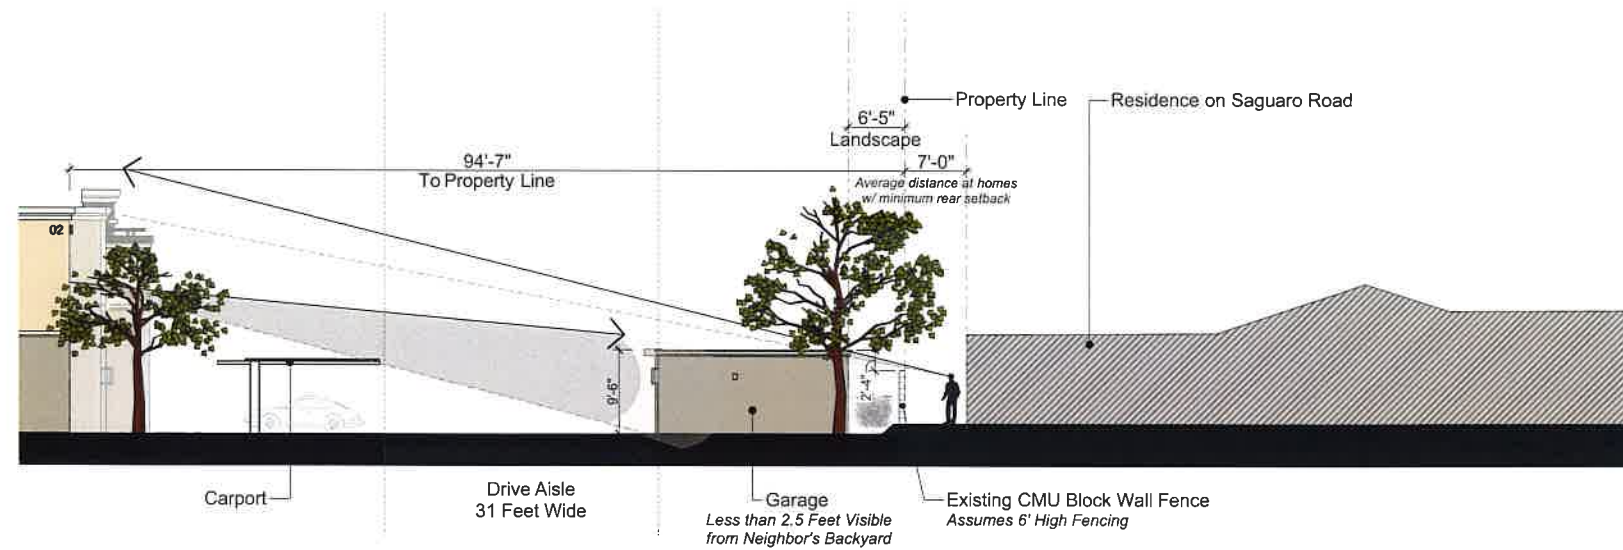 Property Line
Residence on Saguaro Road
6'-5"
Landscape
94'-7"
To Property Line
7'-0"
Average distance at homes
w/ minimum rear setback
02
9'-6"
2'-4"
Carport
Drive Aisle
31 Feet Wide
Garage
Less than 2.5 Feet Visible
from Neighbor's Backyard
Existing CMU Block Wall Fence
Assumes 6' High Fencing